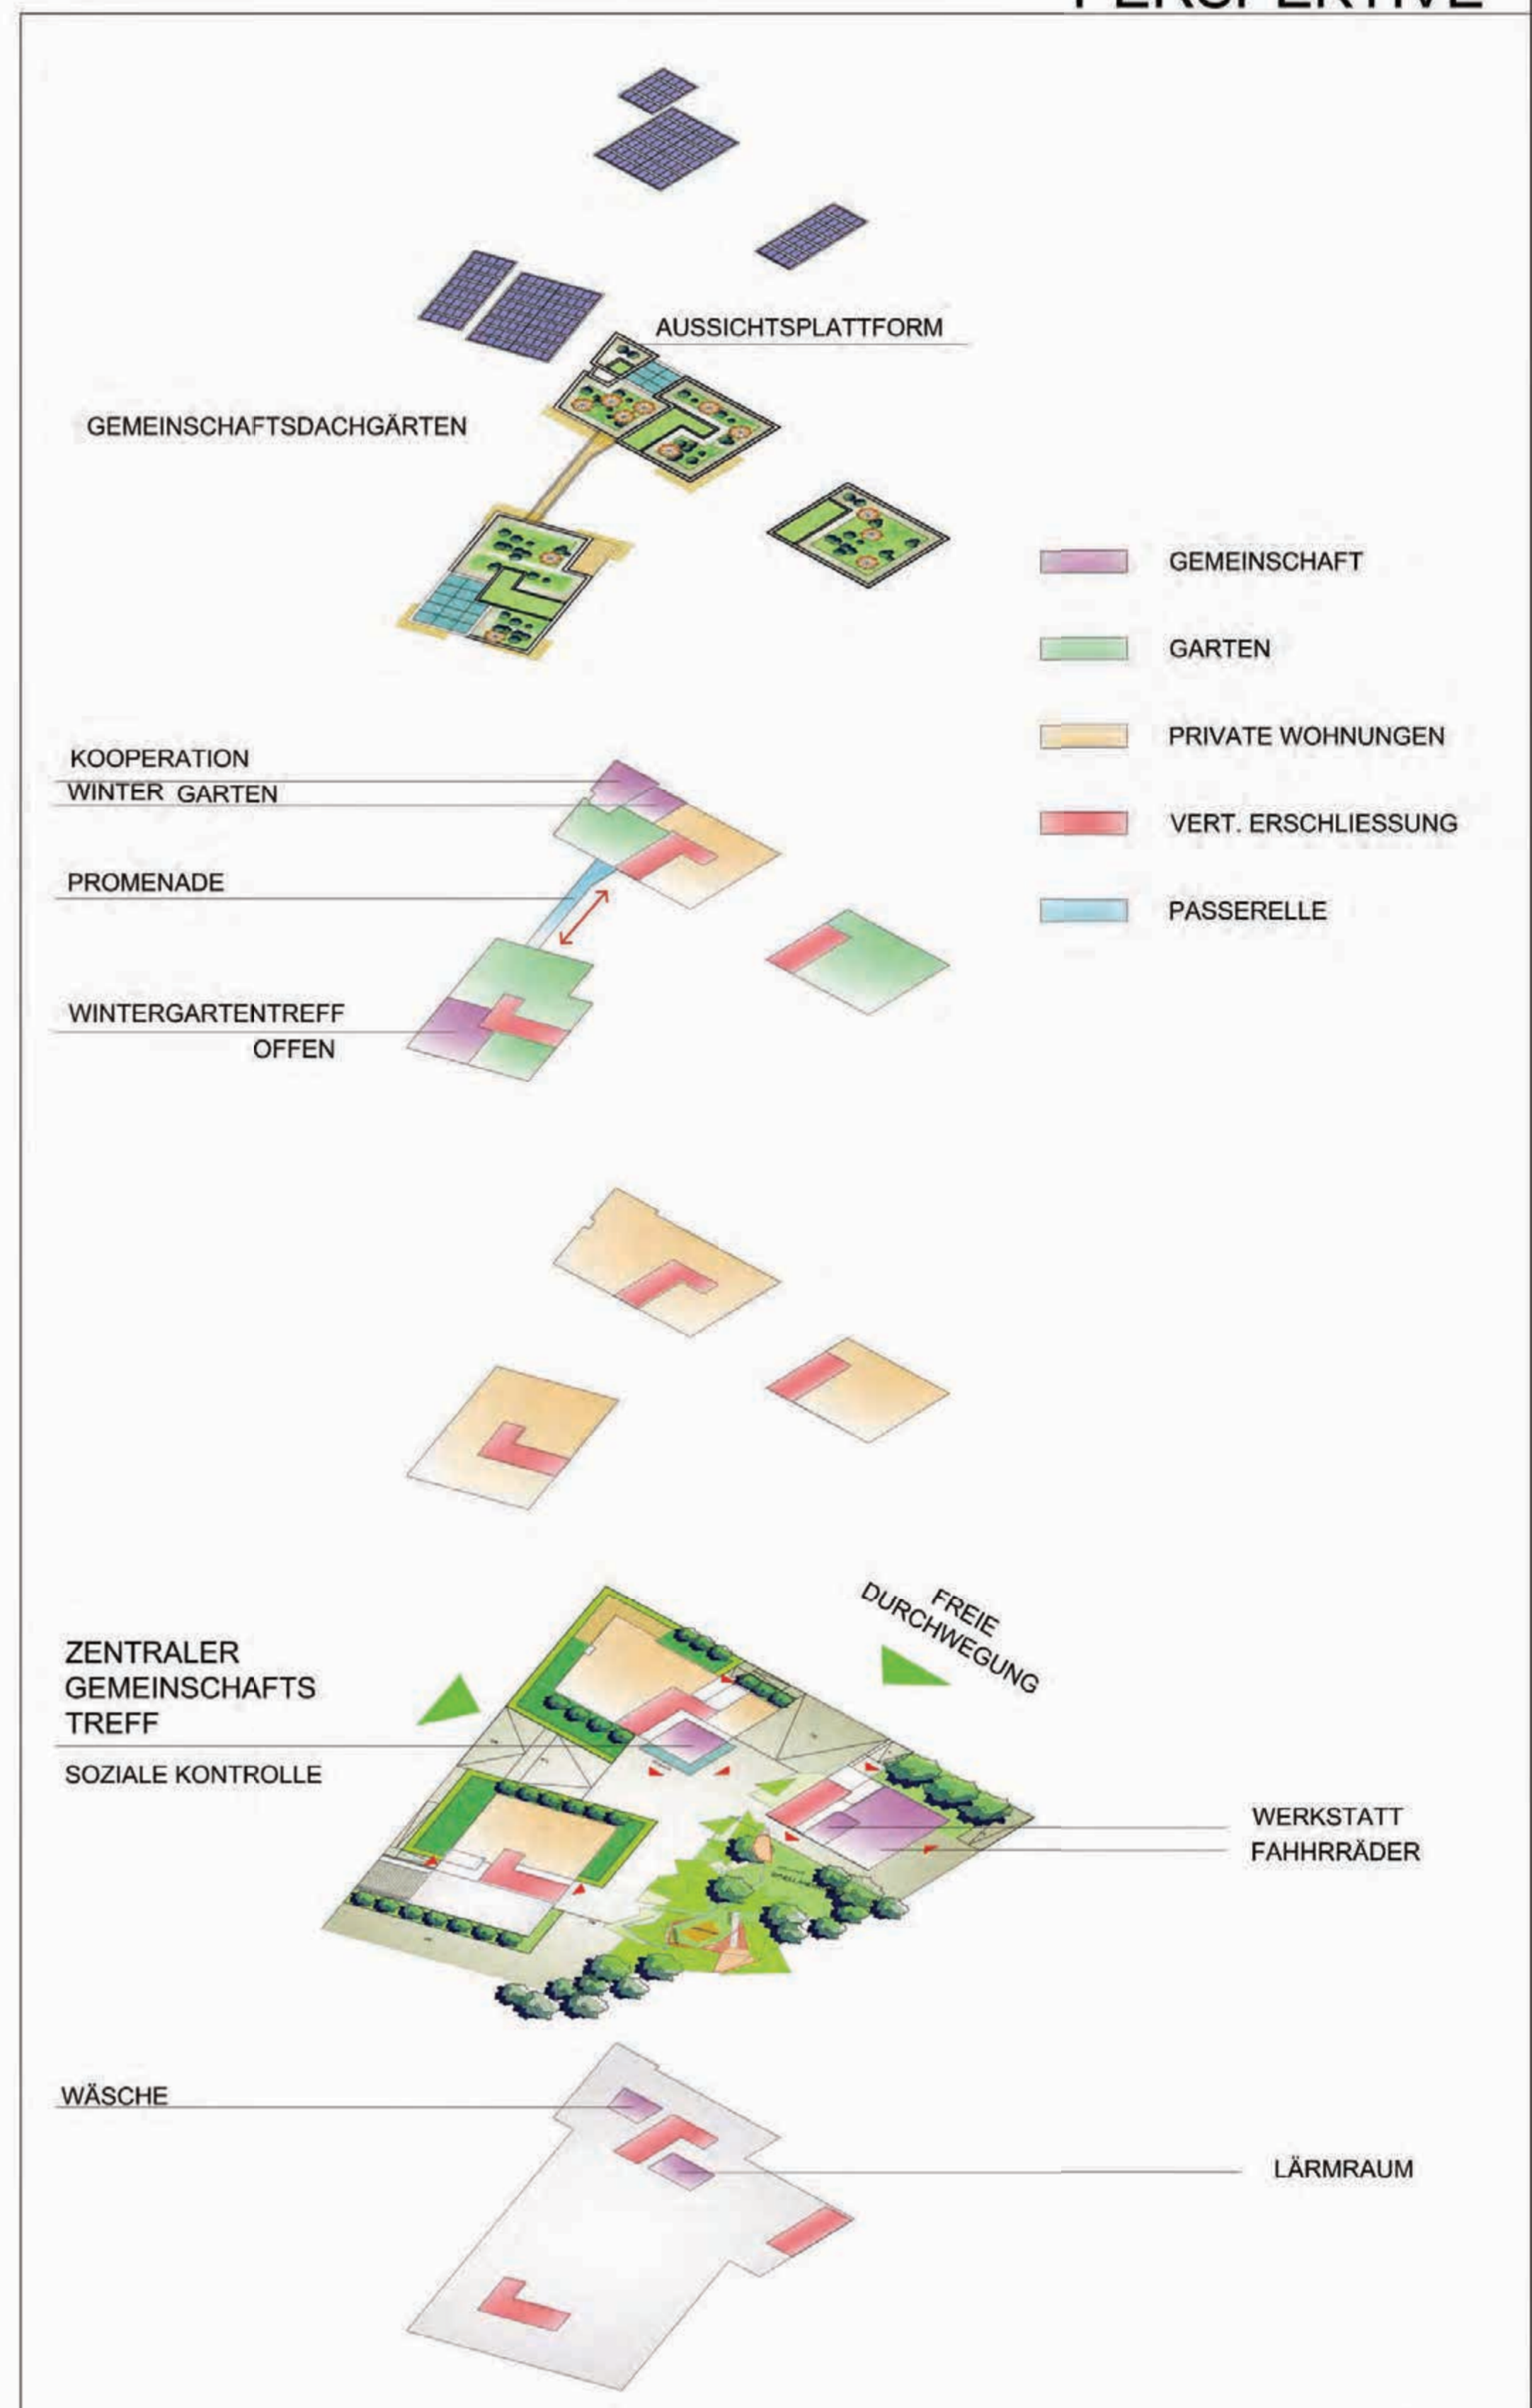 PERSPEKTIVE
AUSSICHTSPLATTFORM
GEMEINSCHAFTSDACHGÄRTEN
GEMEINSCHAFT
GARTEN
PRIVATE WOHNUNGEN
VERT. ERSCHLIESSUNG
PASSERELLE
KOOPERATION
WINTER GARTEN
PROMENADE
WINTERGARTENTREFF
OFFEN
FREIE
DURCHWEGUNG
ZENTRALER
GEMEINSCHAFTS
TREFF
SOZIALE KONTROLLE
WERKSTATT
FAHHRRÄDER
WÄSCHE
LÄRMRAUM